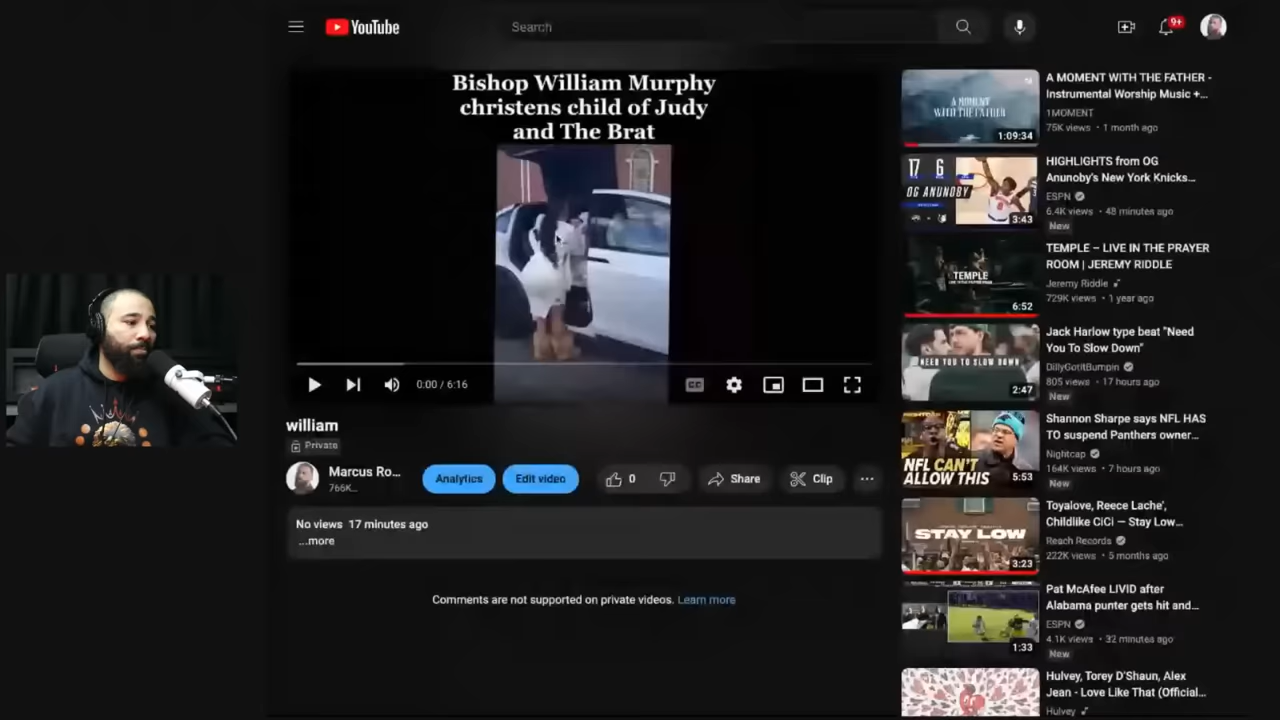 YouTube
Search
9+
Bishop William Murphy
christens child of Judy
and The Brat
0:00 / 6:16
CC
william
Private
Marcus Ro...
766K...
Analytics
Edit video
0
Share
Clip
No views 17 minutes ago
...more
Comments are not supported on private videos. Learn more
A MOMENT
WITH THE FATHER
1:09:34
A MOMENT WITH THE FATHER -
Instrumental Worship Music +...
1MOMENT
75K views • 1 month ago
17 6
OG ANUNOBY
3:43
HIGHLIGHTS from OG
Anunoby's New York Knicks...
ESPN
6.4K views • 48 minutes ago
New
TEMPLE
6:52
TEMPLE – LIVE IN THE PRAYER
ROOM | JEREMY RIDDLE
Jeremy Riddle
729K views • 1 year ago
NEED YOU TO SLOW DOWN
2:47
Jack Harlow type beat "Need
You To Slow Down"
DillyGotItBumpin
805 views • 17 hours ago
New
NFL CAN'T
ALLOW THIS
5:53
Shannon Sharpe says NFL HAS
TO suspend Panthers owner...
Nightcap
164K views • 7 hours ago
New
STAY LOW
3:23
Toyalove, Reece Lache',
Childlike CiCi — Stay Low...
Reach Records
222K views • 5 months ago
1:33
Pat McAfee LIVID after
Alabama punter gets hit and...
ESPN
4.1K views • 32 minutes ago
New
Hulvey, Torey D'Shaun, Alex
Jean - Love Like That (Official...
Hulvey